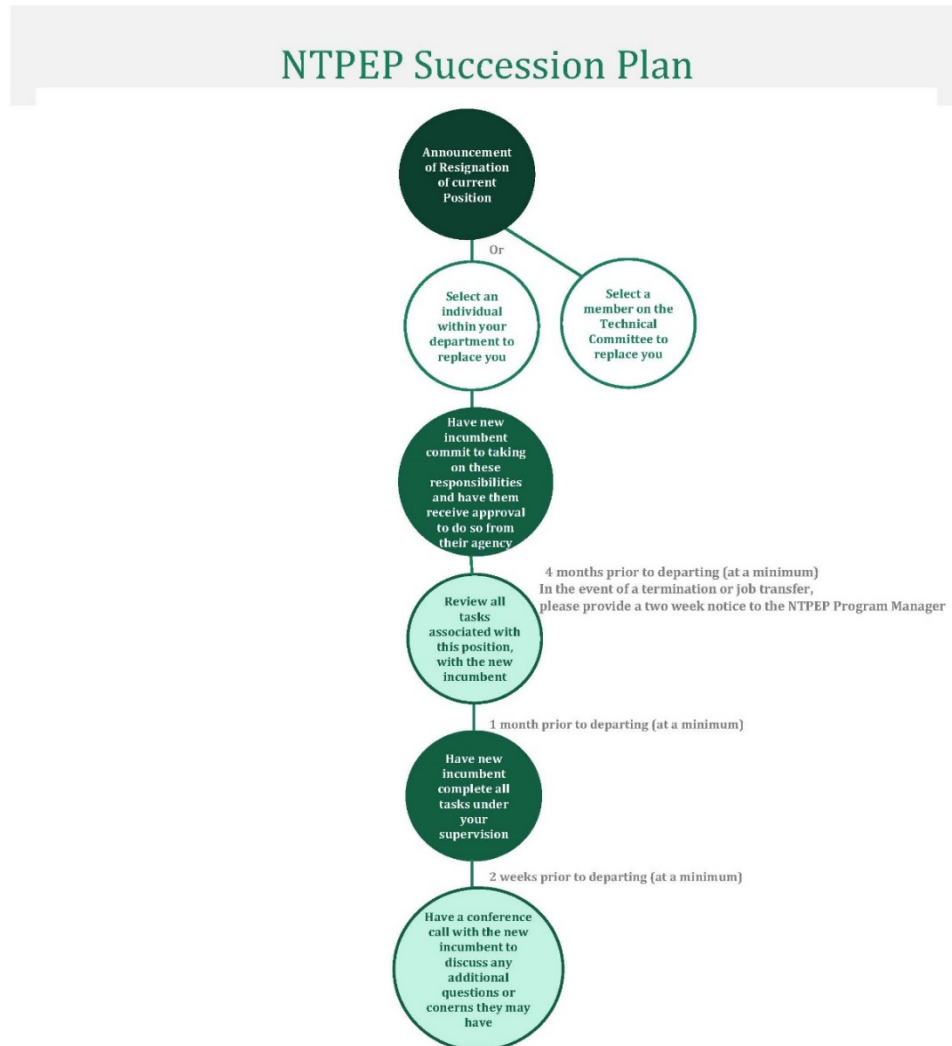 NTPEP Succession Plan
Announcement
of Resignation
of current
Position
Or
Select an
individual
within your
department to
replace you
Select a
member on the
Technical
Committee to
replace you
Have new
incumbent
commit to taking
on these
responsibilities
and have them
receive approval
to do so from
their agency
4 months prior to departing (at a minimum)
In the event of a termination or job transfer,
please provide a two week notice to the NTPEP Program Manager
Review all
tasks
associated with
this position,
with the new
incumbent
1 month prior to departing (at a minimum)
Have new
incumbent
complete all
tasks under
your
supervision
2 weeks prior to departing (at a minimum)
Have a conference
call with the new
incumbent to
discuss any
additional
questions or
conerns they may
have